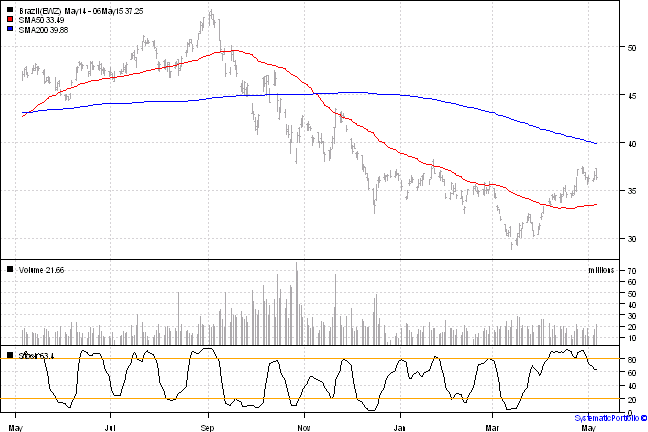 Brazil(EWZ) May14 - 06May15 37.25
SMA50 33.49
SMA200 39.88
50
45
40
35
30
Volume 21.66
millions
70
60
50
40
30
20
10
80
60
40
20
0
May
Jul
Sep
Nov
Jan
Mar
May
SystematicPortfolio ©